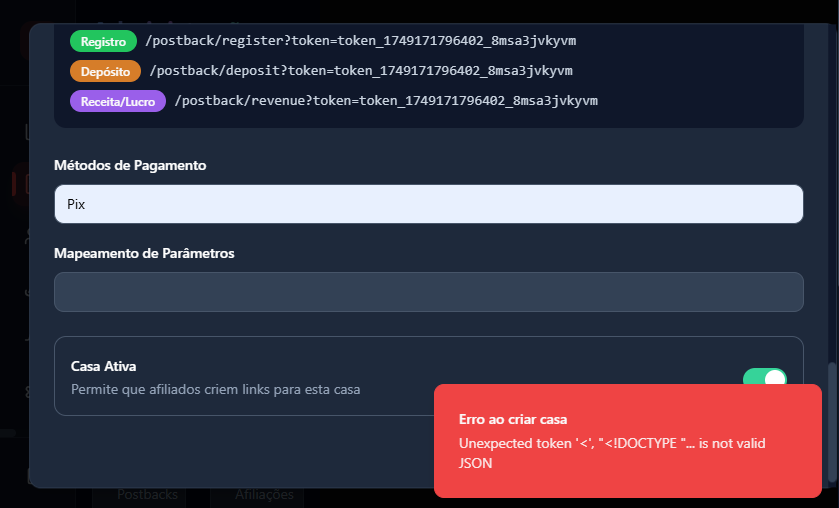 Registro /postback/register?token=token_1749171796402_8msa3jvkyvm
Depósito /postback/deposit?token=token_1749171796402_8msa3jvkyvm
Receita/Lucro /postback/revenue?token=token_1749171796402_8msa3jvkyvm
Métodos de Pagamento
Pix
Mapeamento de Parâmetros
Casa Ativa
Permite que afiliados criem links para esta casa
Erro ao criar casa
Unexpected token '<', "<!DOCTYPE "... is not valid
JSON
Postbacks Afiliações